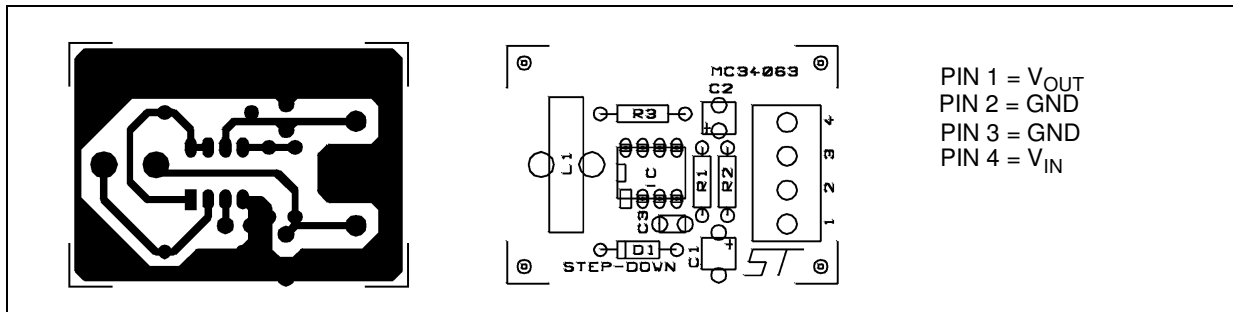 MC34063
C2
R3
4
3
2
1
L1
IC
R1
R2
C3
D1
C1
STEP-DOWN
ST
PIN 1 = VOUT
PIN 2 = GND
PIN 3 = GND
PIN 4 = VIN